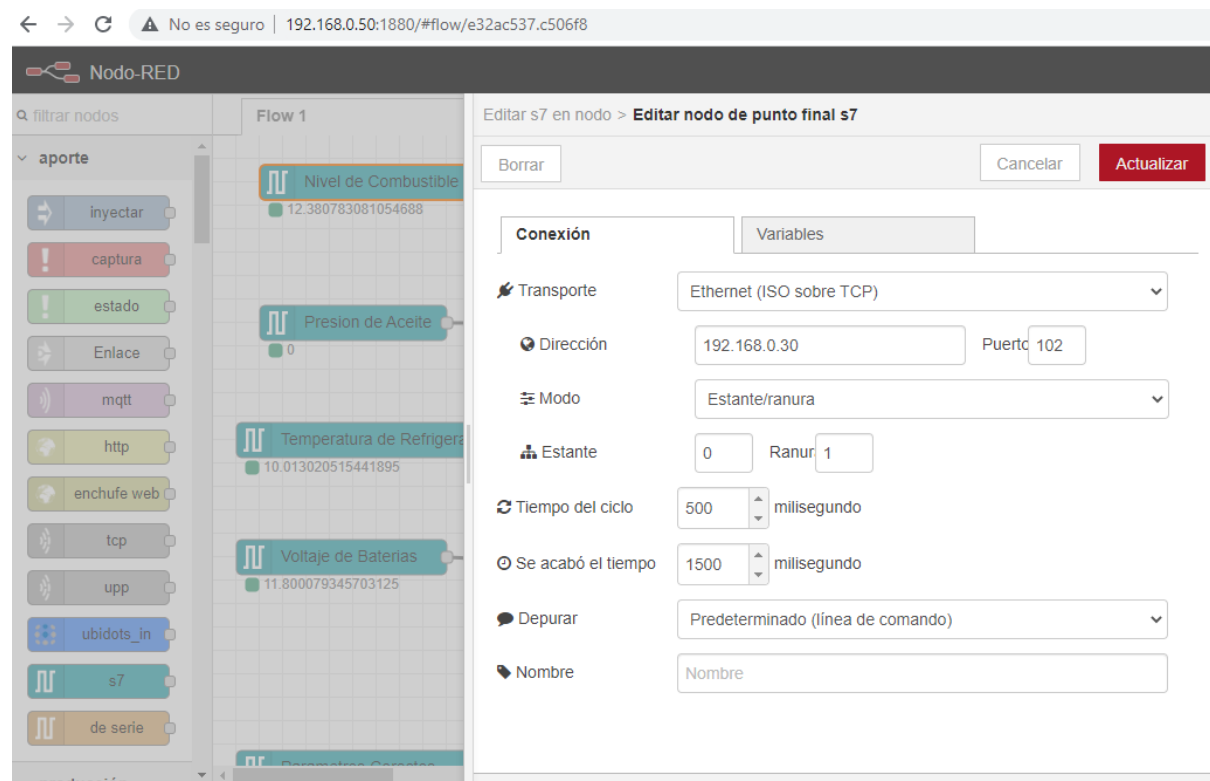 No es seguro | 192.168.0.50:1880/#flow/e32ac537.c506f8
Nodo-RED
filtrar nodos
aporte
inyectar
captura
estado
Enlace
mqtt
http
enchufe web
tcp
upp
ubidots_in
s7
de serie
Flow 1
Nivel de Combustible
12.380783081054688
Presion de Aceite
0
Temperatura de Refrigera
10.013020515441895
Voltaje de Baterias
11.800079345703125
Editar s7 en nodo > Editar nodo de punto final s7
Borrar Cancelar Actualizar
Conexión Variables
Transporte Ethernet (ISO sobre TCP)
Dirección 192.168.0.30 Puerto 102
Modo Estante/ranura
Estante 0 Ranur 1
Tiempo del ciclo 500 milisegundo
Se acabó el tiempo 1500 milisegundo
Depurar Predeterminado (línea de comando)
Nombre Nombre